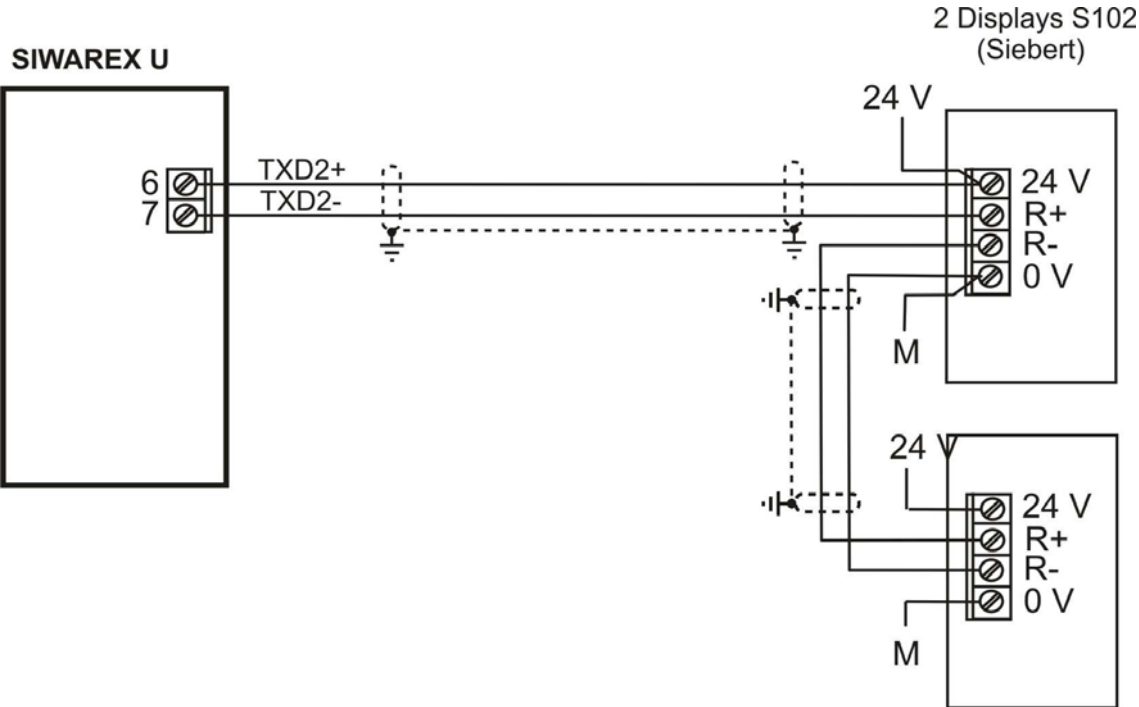 2 Displays S102
(Siebert)
SIWAREX U
24 V
6 TXD2+ 24 V
7 TXD2- R+
R-
0 V
M
24 V
24 V
R+
R-
0 V
M